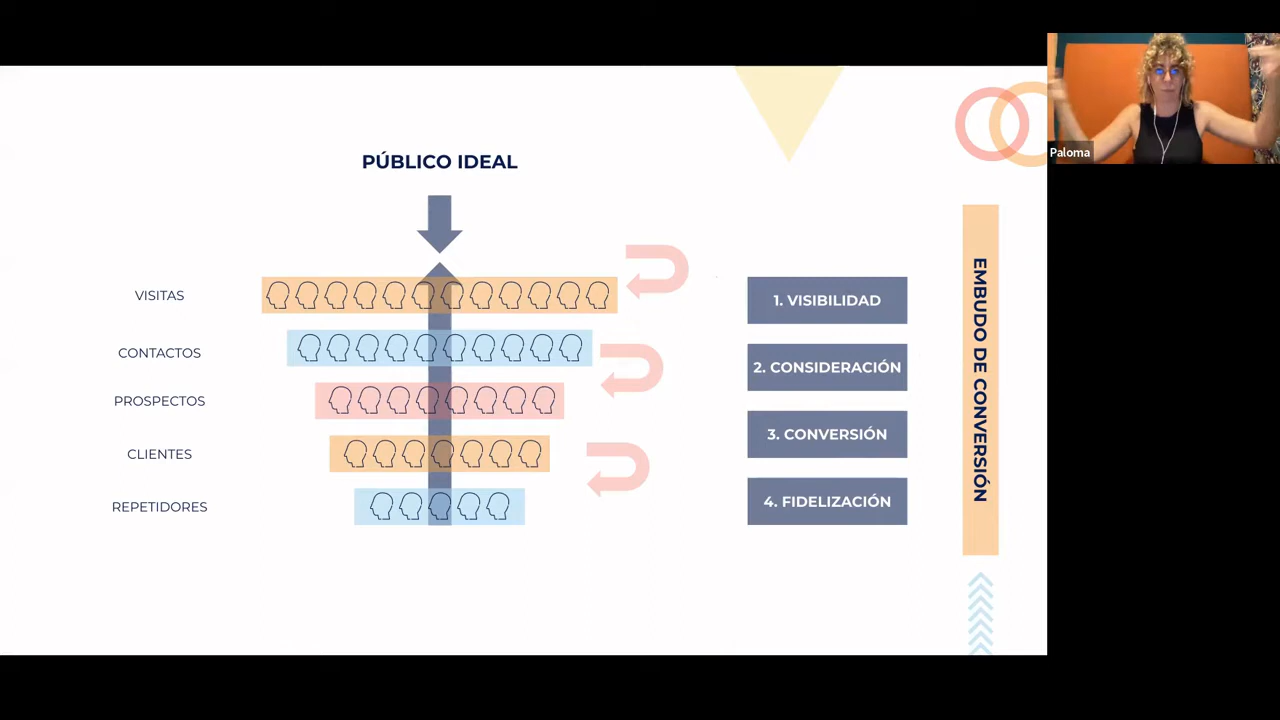 Paloma
PÚBLICO IDEAL
VISITAS
CONTACTOS
PROSPECTOS
CLIENTES
REPETIDORES
1. VISIBILIDAD
2. CONSIDERACIÓN
3. CONVERSIÓN
4. FIDELIZACIÓN
EMBUDO DE CONVERSIÓN